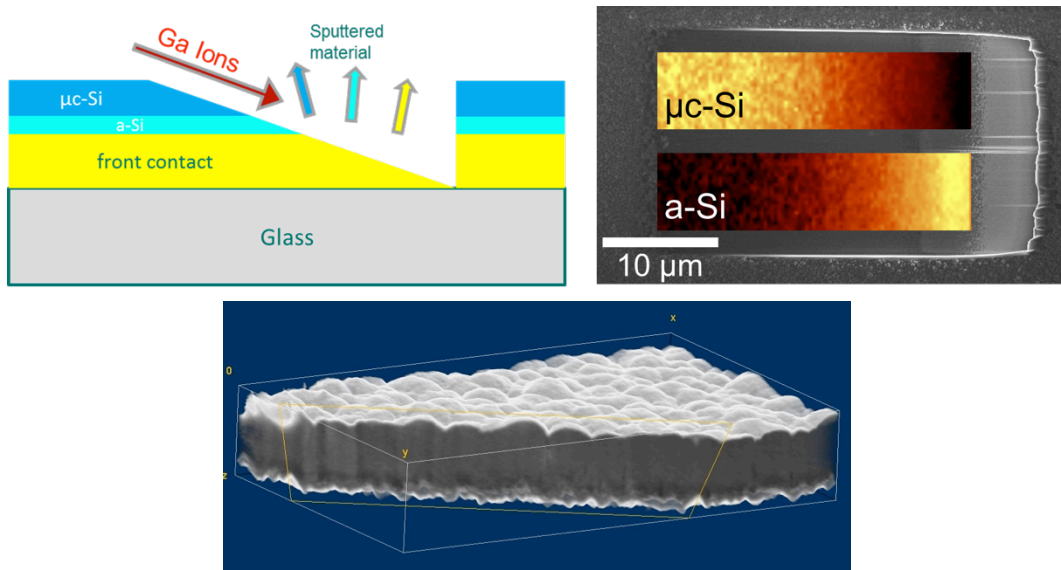 Ga Ions
Sputtered
material
µc-Si
a-Si
front contact
Glass
µc-Si
a-Si
10 µm
x
0
y
z